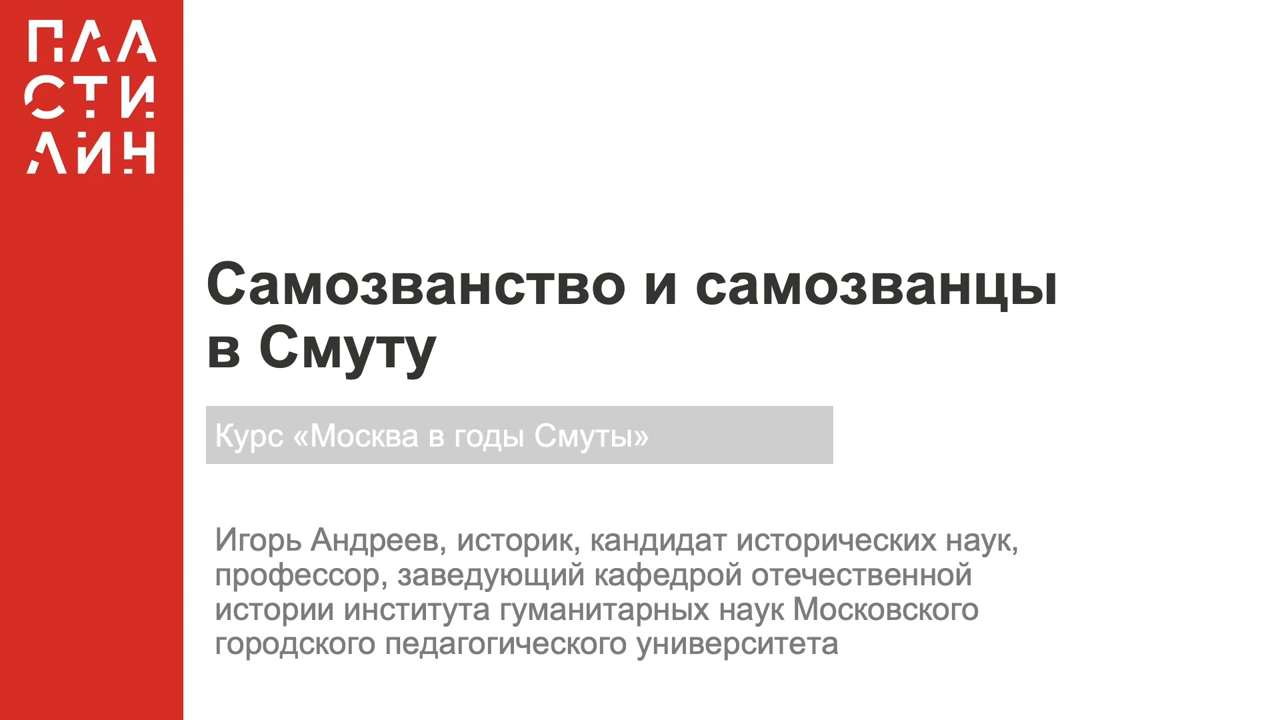 ПЛА
СТИ
ЛИН
Самозванство и самозванцы
в Смуту
Курс «Москва в годы Смуты»
Игорь Андреев, историк, кандидат исторических наук,
профессор, заведующий кафедрой отечественной
истории института гуманитарных наук Московского
городского педагогического университета